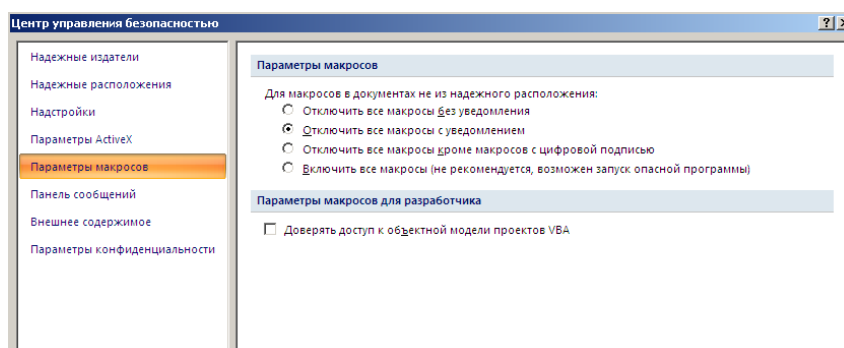 Центр управления безопасностью
Надежные издатели
Надежные расположения
Надстройки
Параметры ActiveX
Параметры макросов
Панель сообщений
Внешнее содержимое
Параметры конфиденциальности
Параметры макросов
Для макросов в документах не из надежного расположения:
Отключить все макросы без уведомления
Отключить все макросы с уведомлением
Отключить все макросы кроме макросов с цифровой подписью
Включить все макросы (не рекомендуется, возможен запуск опасной программы)
Параметры макросов для разработчика
Доверять доступ к объектной модели проектов VBA